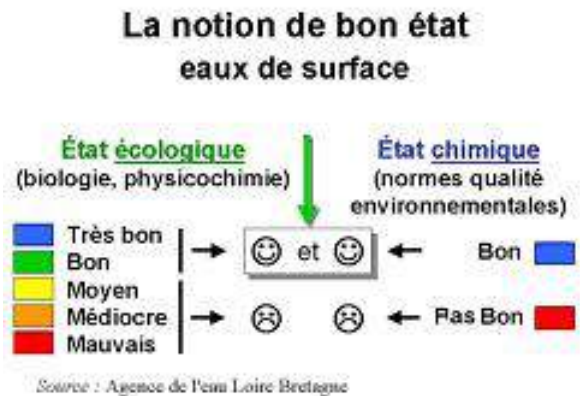 La notion de bon état
eaux de surface
État écologique
(biologie, physicochimie)
État chimique
(normes qualité
environnementales)
Très bon
Bon
Moyen
Médiocre
Mauvais
et
Bon
Pas Bon
Source : Agence de l'eau Loire Bretagne